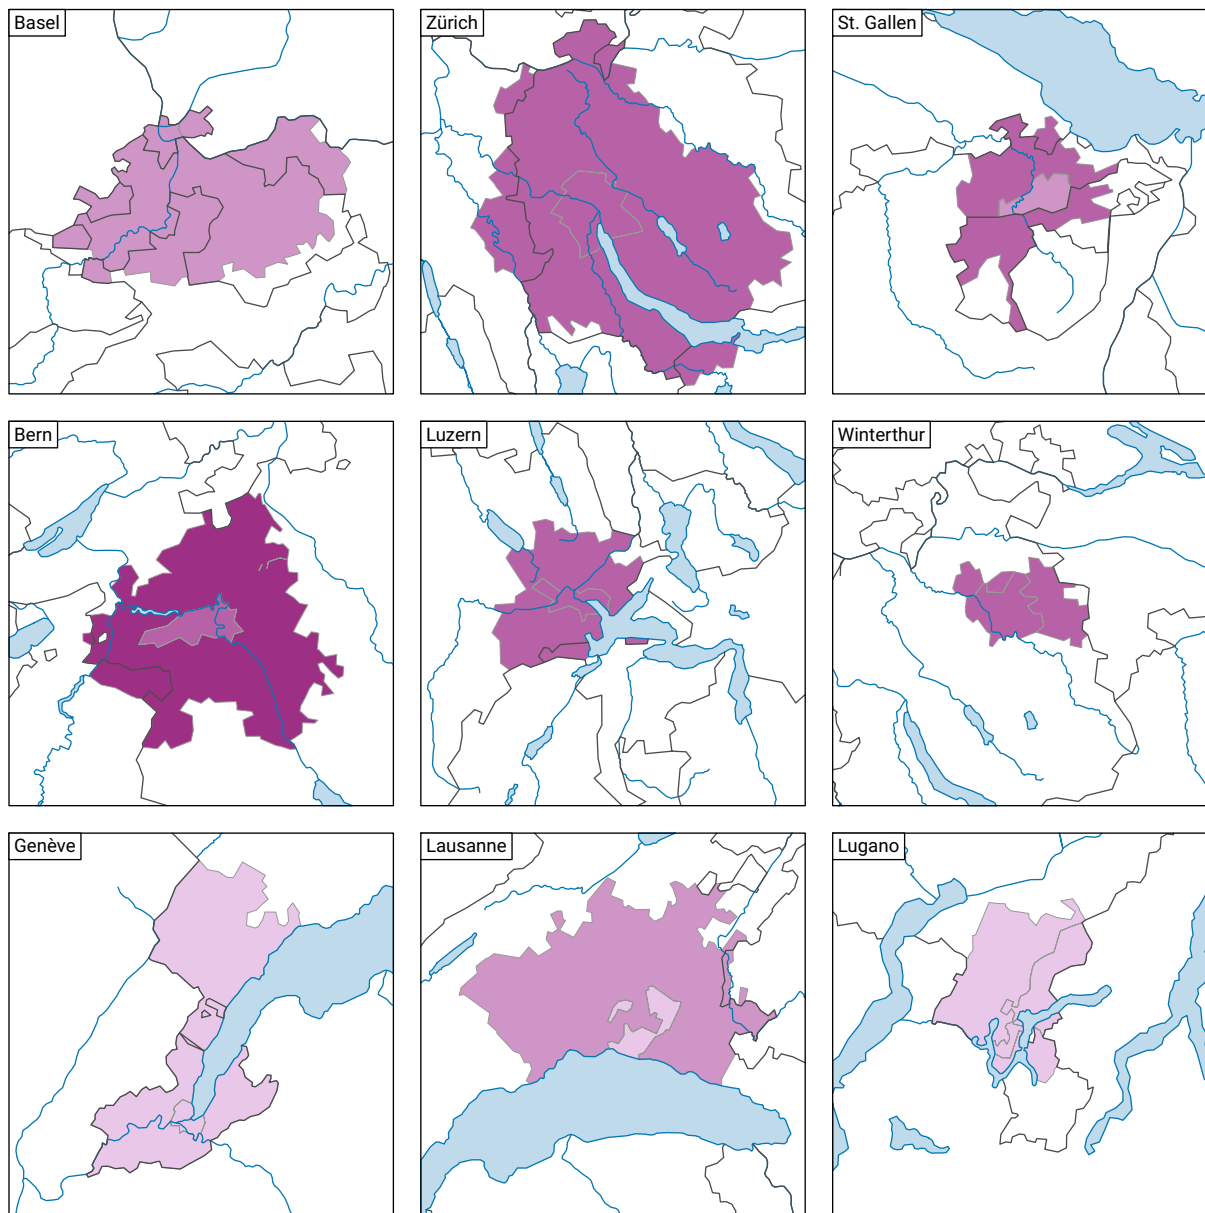 Basel
Zürich
St. Gallen
Bern
Luzern
Winterthur
Genève
Lausanne
Lugano